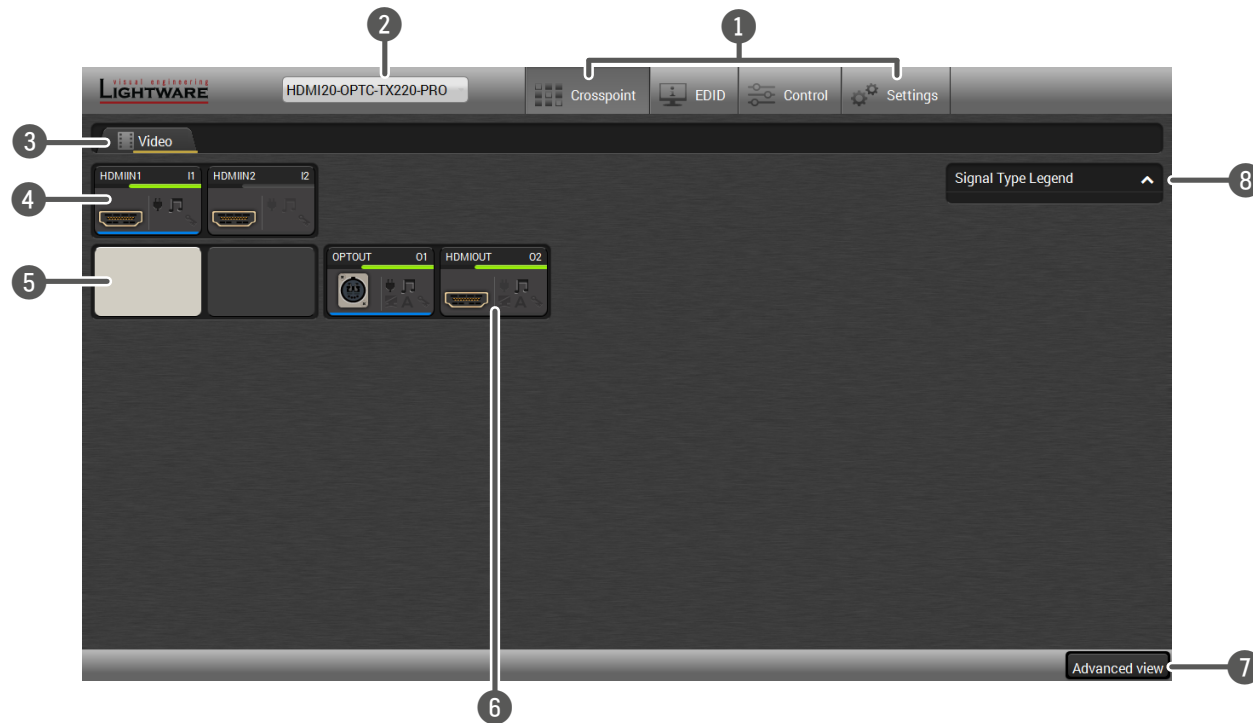 2
1
visual engineering
LIGHTWARE
HDMI20-OPTC-TX220-PRO
Crosspoint
EDID
Control
Settings
3
Video
HDMIIN1 I1
HDMIIN2 I2
Signal Type Legend
8
4
5
OPTOUT O1
HDMIOUT O2
A
A
Advanced view
7
6